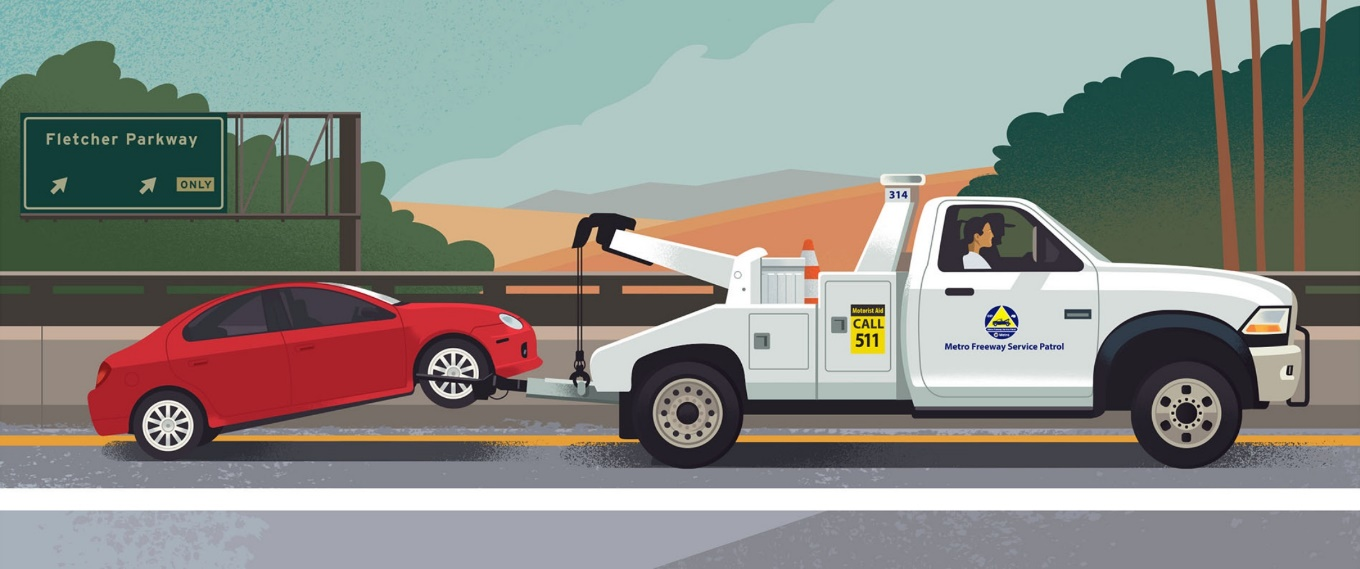 Fletcher Parkway
ONLY
314
Motorist Aid
CALL
511
Metro Freeway Service Patrol